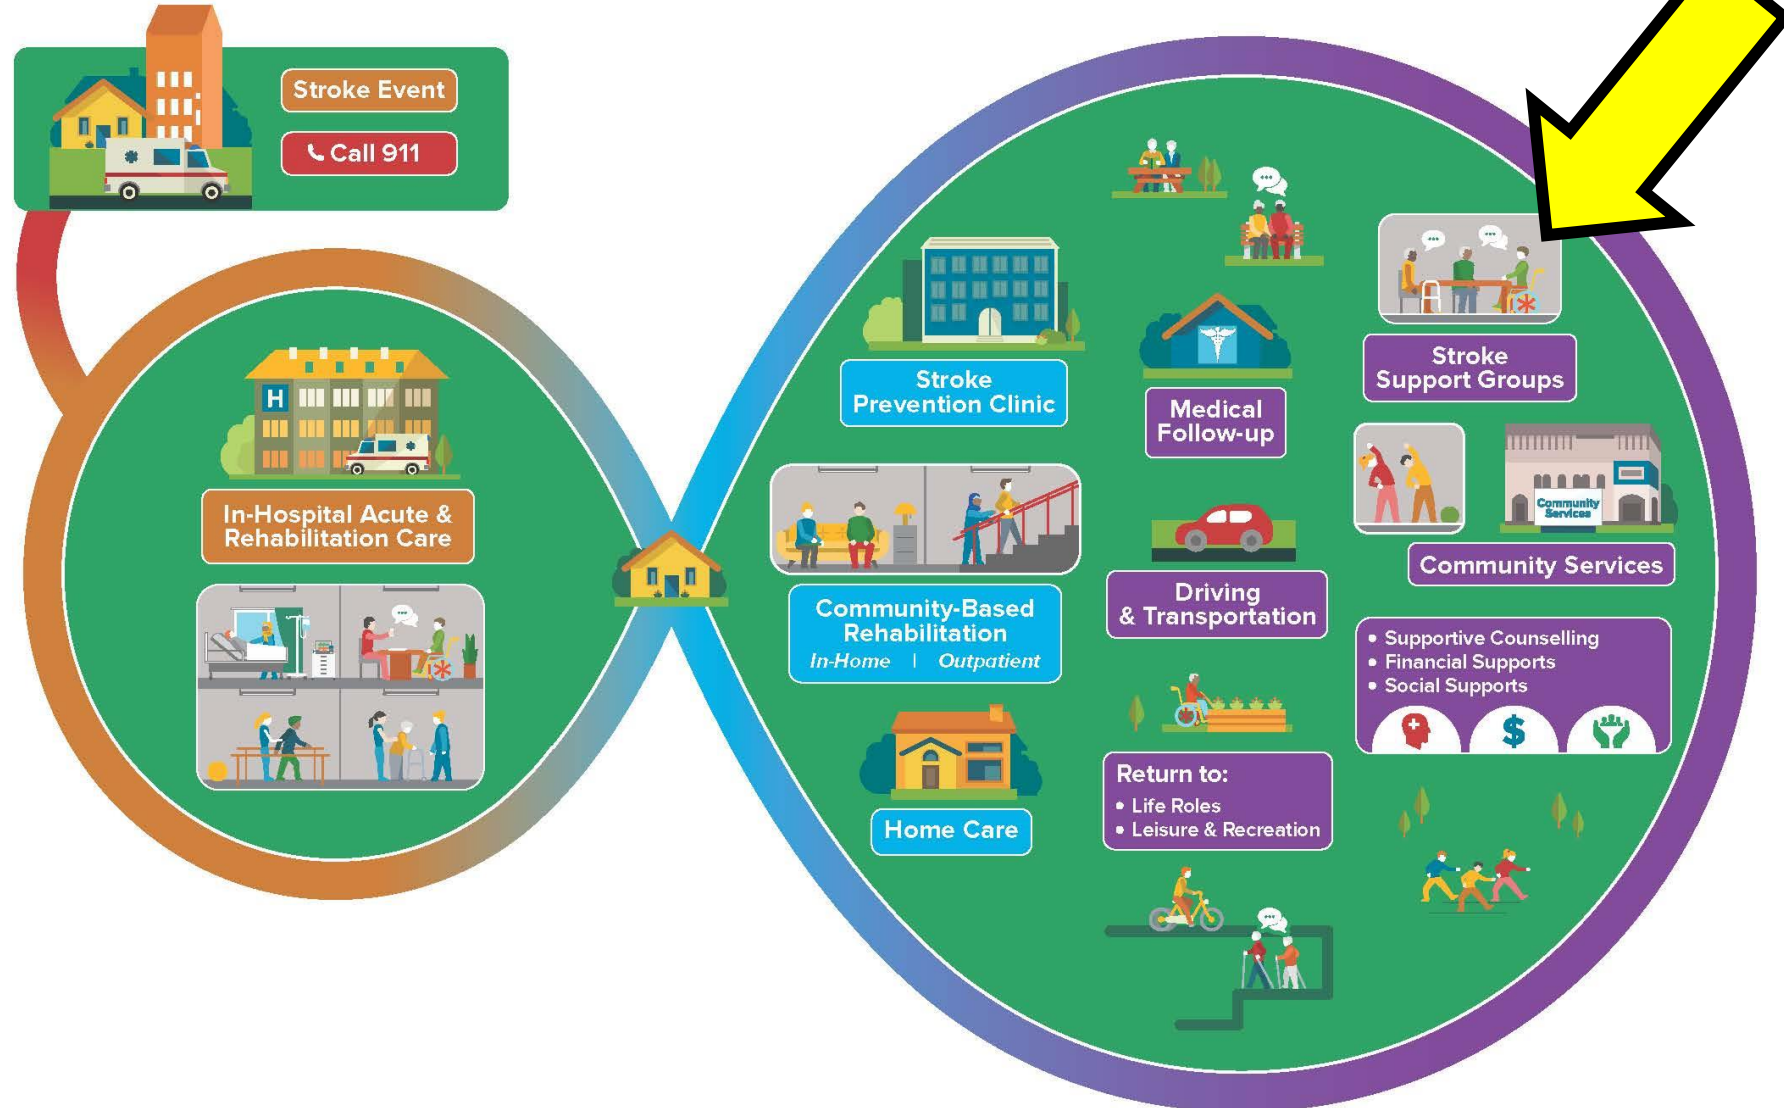 Stroke Event
Call 911
H
In-Hospital Acute &
Rehabilitation Care
Stroke
Prevention Clinic
Community-Based
Rehabilitation
In-Home | Outpatient
Home Care
Medical
Follow-up
Driving
& Transportation
Return to:
• Life Roles
• Leisure & Recreation
Stroke
Support Groups
Community
Services
Community Services
• Supportive Counselling
• Financial Supports
• Social Supports
$